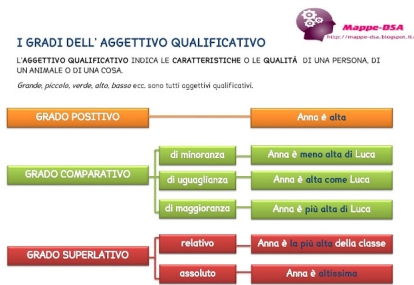 Mappe-DSA
http://mappe-dsa.blogspot.it
I GRADI DELL' AGGETTIVO QUALIFICATIVO
L'AGGETTIVO QUALIFICATIVO INDICA LE CARATTERISTICHE O LE QUALITÁ DI UNA PERSONA, DI
UN ANIMALE O DI UNA COSA.
Grande, piccolo, verde, alto, basso ecc. sono tutti aggettivi qualificativi.
GRADO POSITIVO
Anna è alta
GRADO COMPARATIVO
di minoranza
Anna è meno alta di Luca
di uguaglianza
Anna è alta come Luca
di maggioranza
Anna è più alta di Luca
GRADO SUPERLATIVO
relativo
Anna è la più alta della classe
assoluto
Anna è altissima